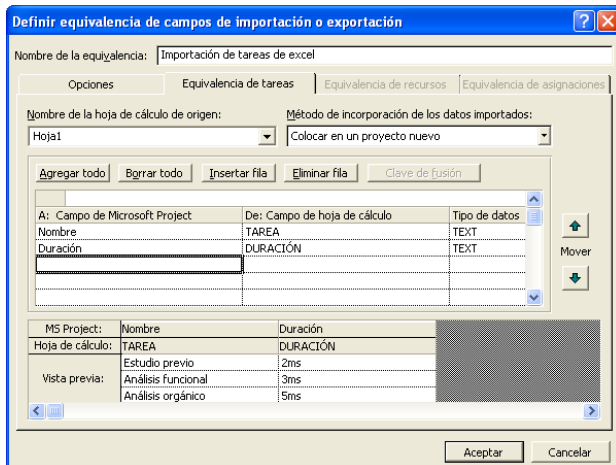 Definir equivalencia de campos de importación o exportación
Nombre de la equivalencia: Importación de tareas de excel
Opciones Equivalencia de tareas Equivalencia de recursos Equivalencia de asignaciones
Nombre de la hoja de cálculo de origen: Método de incorporación de los datos importados:
Hoja1 Colocar en un proyecto nuevo
Agregar todo Borrar todo Insertar fila Eliminar fila Clave de fusión
A: Campo de Microsoft Project De: Campo de hoja de cálculo Tipo de datos
Nombre TAREA TEXT
Duración DURACIÓN TEXT
Mover
MS Project: Nombre Duración
Hoja de cálculo: TAREA DURACIÓN
Vista previa: Estudio previo 2ms
Análisis funcional 3ms
Análisis orgánico 5ms
Aceptar Cancelar